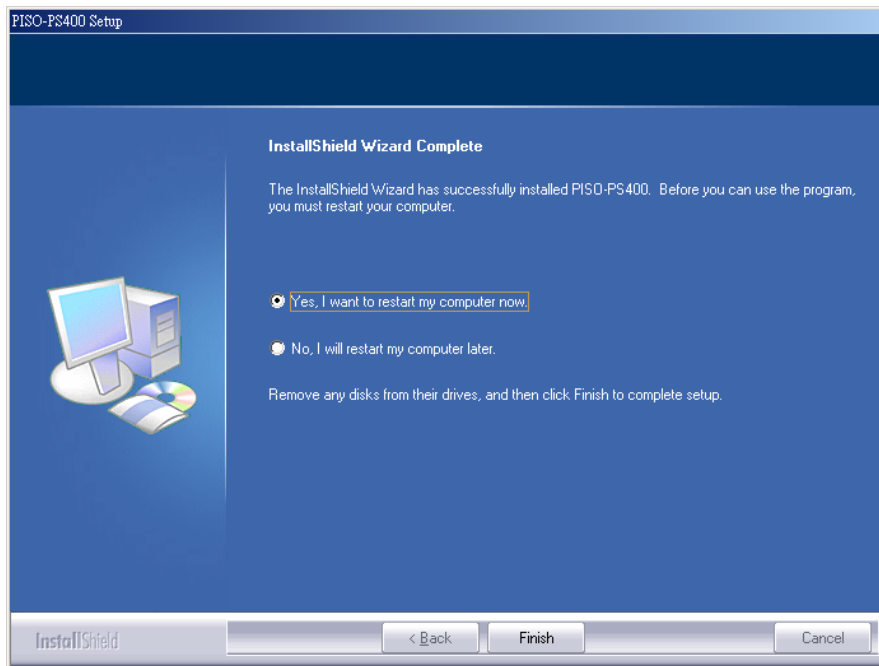 PISO-PS400 Setup
InstallShield Wizard Complete
The InstallShield Wizard has successfully installed PISO-PS400. Before you can use the program,
you must restart your computer.
Yes, I want to restart my computer now.
No, I will restart my computer later.
Remove any disks from their drives, and then click Finish to complete setup.
InstallShield
< Back
Finish
Cancel